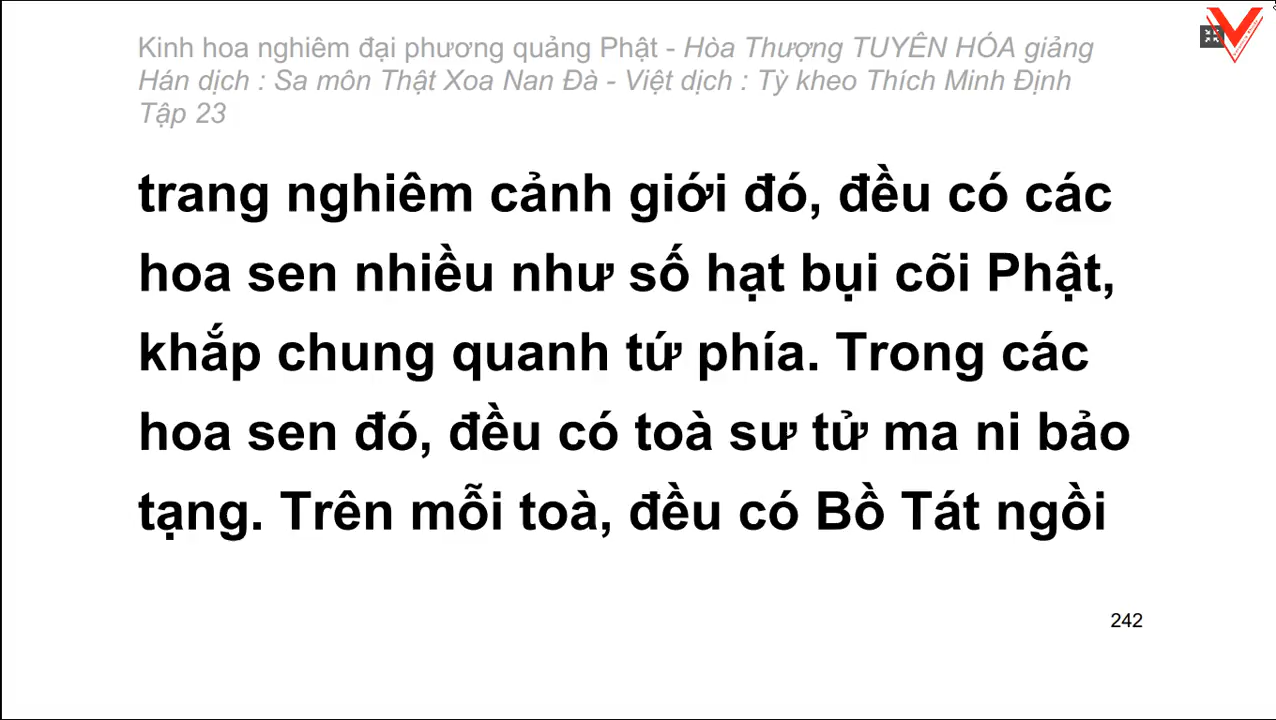 Kinh hoa nghiêm đại phương quảng Phật - Hòa Thượng TUYÊN HÓA giảng
Hán dịch : Sa môn Thật Xoa Nan Đà - Việt dịch : Tỳ kheo Thích Minh Định
Tập 23
trang nghiêm cảnh giới đó, đều có các
hoa sen nhiều như số hạt bụi cõi Phật,
khắp chung quanh tứ phía. Trong các
hoa sen đó, đều có toà sư tử ma ni bảo
tạng. Trên mỗi toà, đều có Bồ Tát ngồi
242